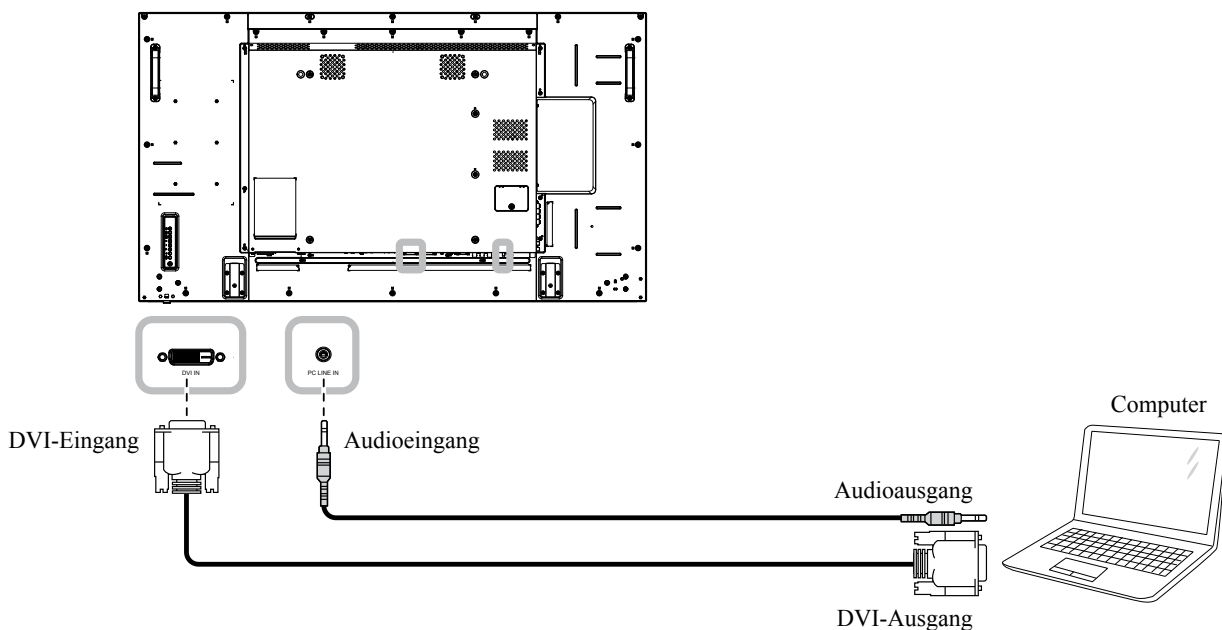 DVI IN
PC LINE IN
Computer
DVI-Eingang
Audioeingang
Audioausgang
DVI-Ausgang